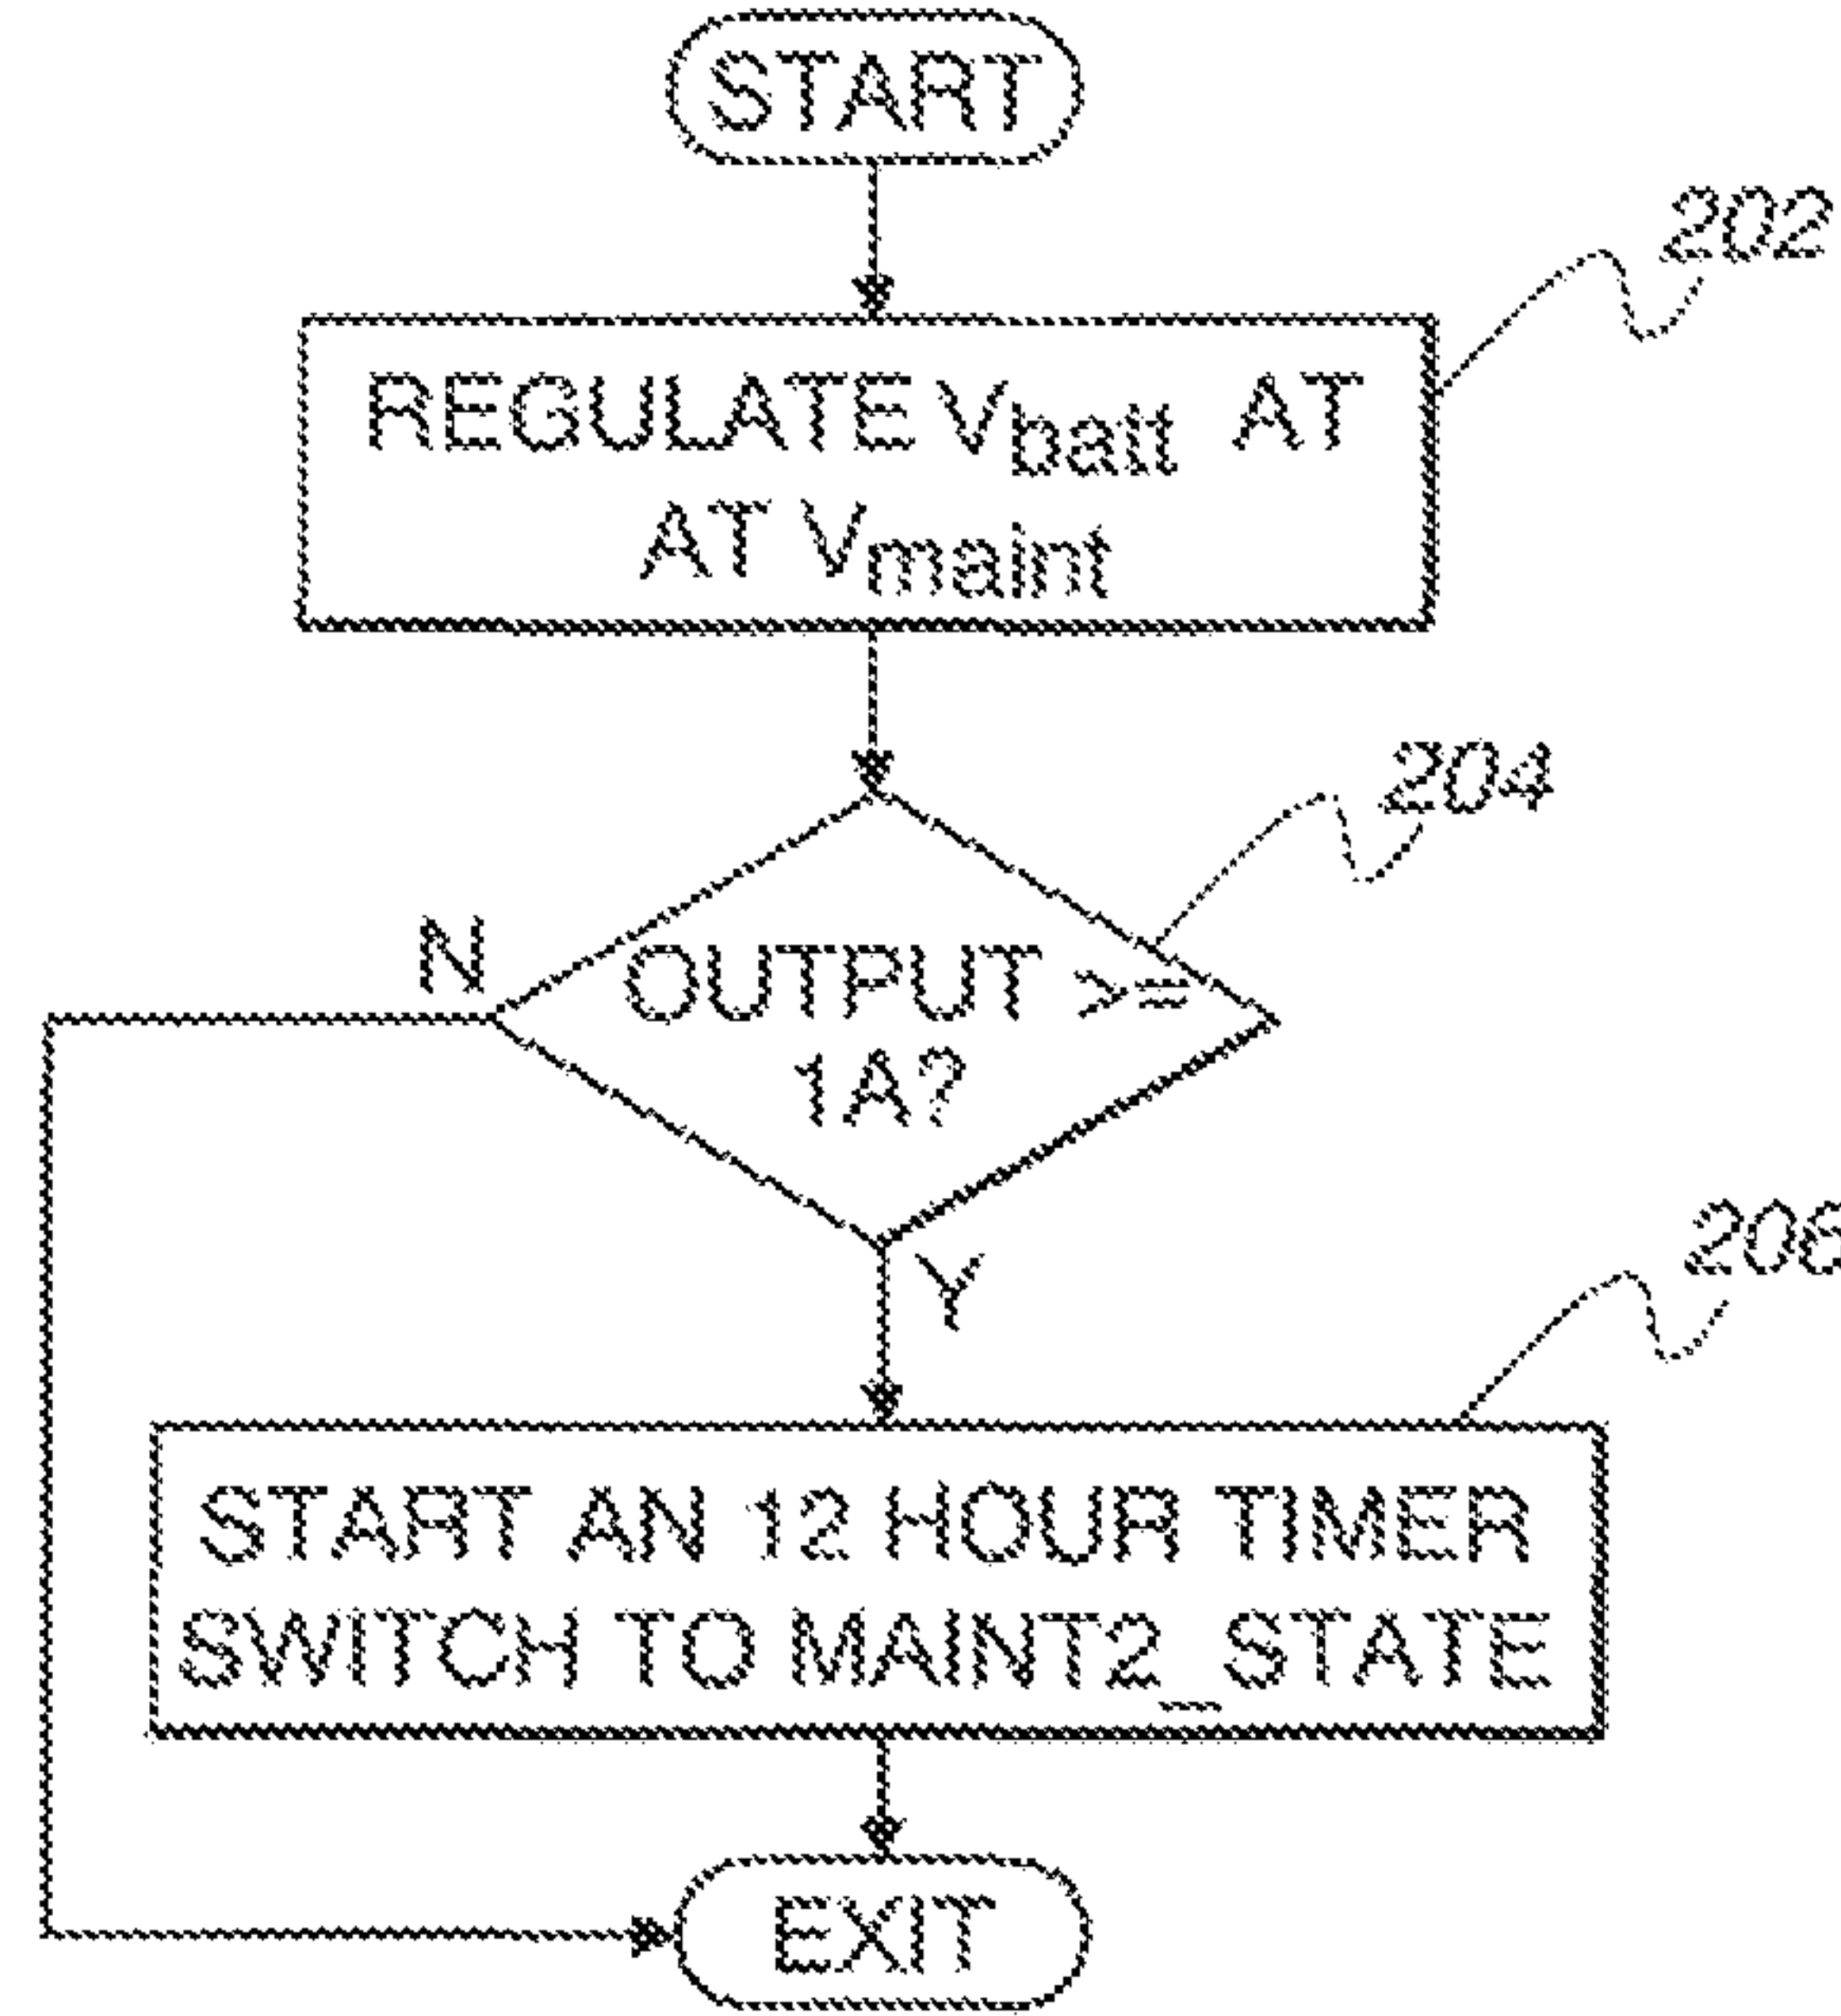 START
202
REGULATE Vbatt AT
AT Vmaint
204
N
OUTPUT >=
1A?
Y
206
START AN 12 HOUR TIMER
SWITCH TO MAINT2_STATE
EXIT